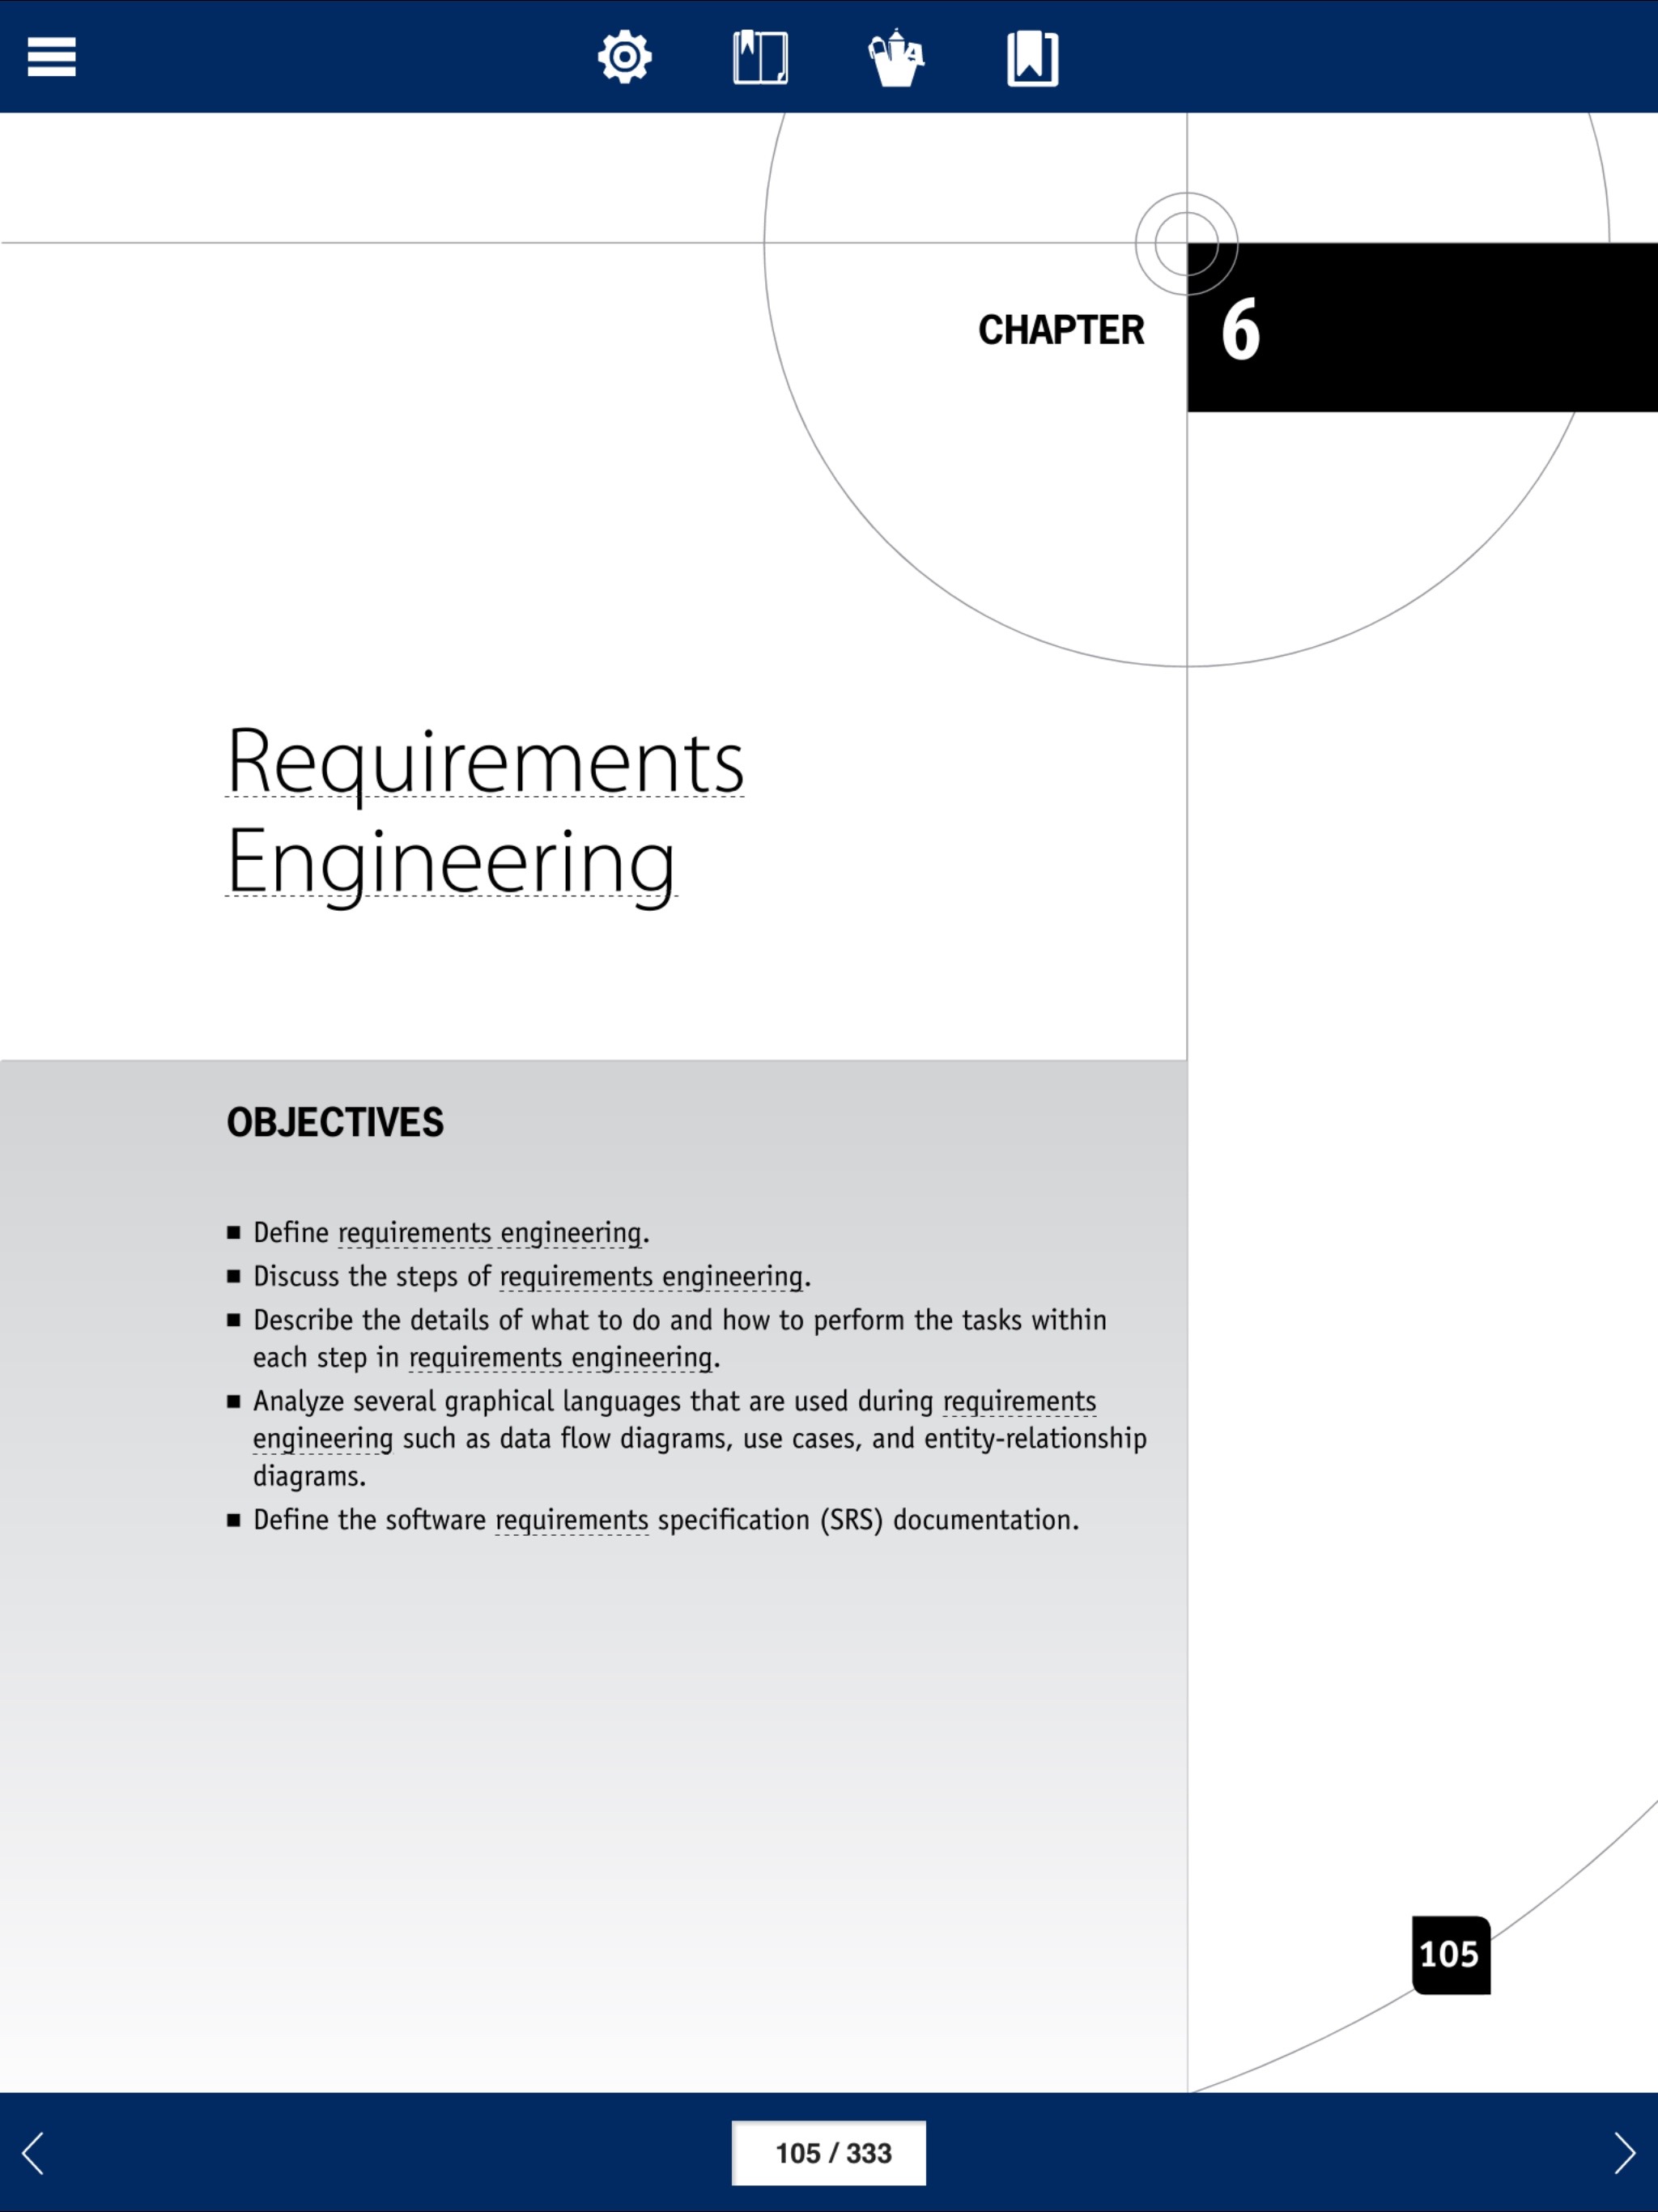 CHAPTER 6
Requirements
Engineering
OBJECTIVES
■ Define requirements engineering.
■ Discuss the steps of requirements engineering.
■ Describe the details of what to do and how to perform the tasks within
each step in requirements engineering.
■ Analyze several graphical languages that are used during requirements
engineering such as data flow diagrams, use cases, and entity-relationship
diagrams.
■ Define the software requirements specification (SRS) documentation.
105
105 / 333